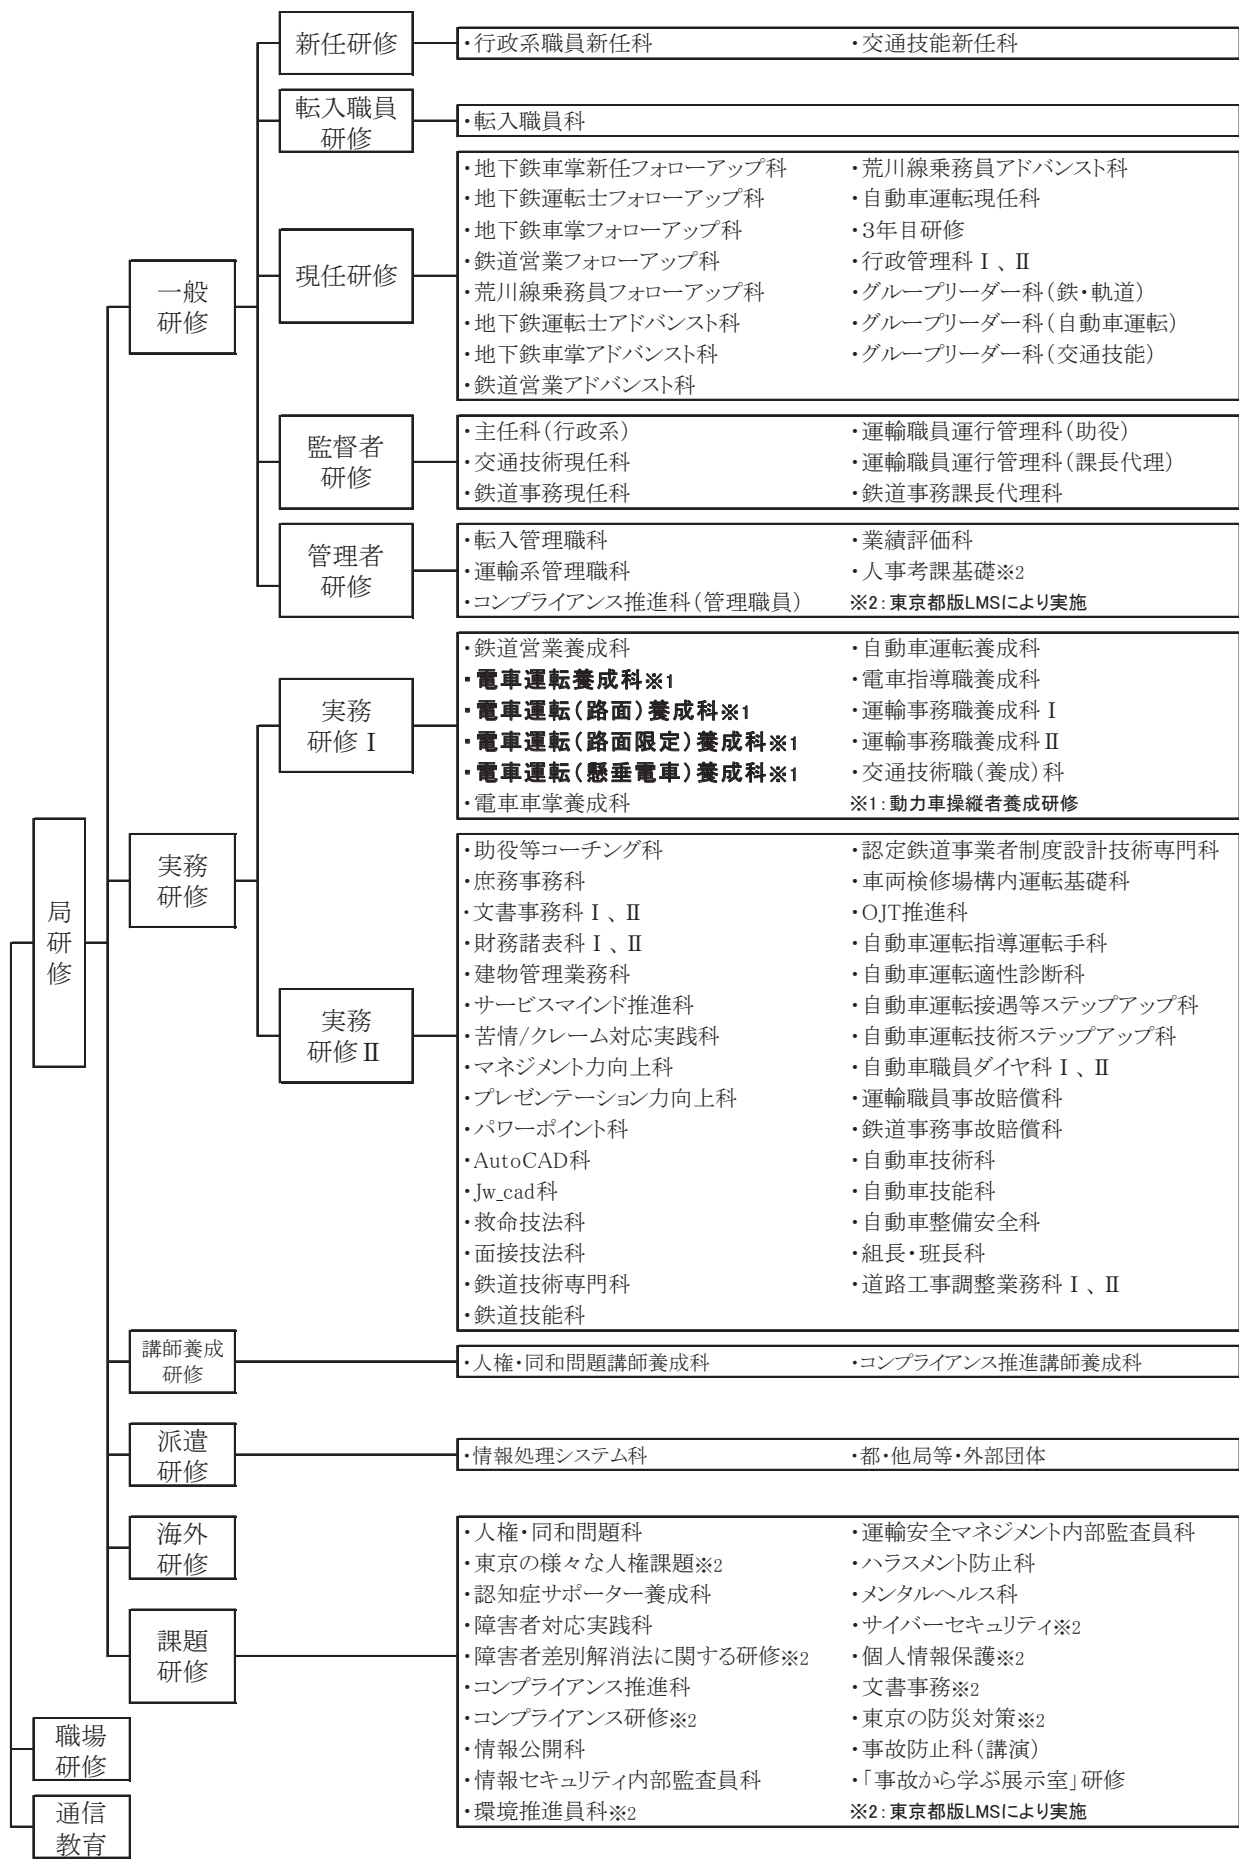 局研修
一般
研修
新任研修
・行政系職員新任科
・交通技能新任科
転入職員
研修
・転入職員科
現任研修
・地下鉄車掌新任フォローアップ科
・地下鉄運転士フォローアップ科
・地下鉄車掌フォローアップ科
・鉄道営業フォローアップ科
・荒川線乗務員フォローアップ科
・地下鉄運転士アドバンスト科
・地下鉄車掌アドバンスト科
・鉄道営業アドバンスト科
・荒川線乗務員アドバンスト科
・自動車運転現任科
・3年目研修
・行政管理科Ⅰ、Ⅱ
・グループリーダー科(鉄・軌道)
・グループリーダー科(自動車運転)
・グループリーダー科(交通技能)
監督者
研修
・主任科(行政系)
・交通技術現任科
・鉄道事務現任科
・運輸職員運行管理科(助役)
・運輸職員運行管理科(課長代理)
・鉄道事務課長代理科
管理者
研修
・転入管理職科
・運輸系管理職科
・コンプライアンス推進科(管理職員)
・業績評価科
・人事考課基礎※2
※2:東京都版LMSにより実施
実務
研修
実務
研修Ⅰ
・鉄道営業養成科
・電車運転養成科※1
・電車運転(路面)養成科※1
・電車運転(路面限定)養成科※1
・電車運転(懸垂電車)養成科※1
・電車車掌養成科
・自動車運転養成科
・電車指導職養成科
・運輸事務職養成科Ⅰ
・運輸事務職養成科Ⅱ
・交通技術職(養成)科
※1:動力車操縦者養成研修
実務
研修Ⅱ
・助役等コーチング科
・庶務事務科
・文書事務科Ⅰ、Ⅱ
・財務諸表科Ⅰ、Ⅱ
・建物管理業務科
・サービスマインド推進科
・苦情/クレーム対応実践科
・マネジメント力向上科
・プレゼンテーション力向上科
・パワーポイント科
・AutoCAD科
・Jw_cad科
・救命技法科
・面接技法科
・鉄道技術専門科
・鉄道技能科
・認定鉄道事業者制度設計技術専門科
・車両検修場構内運転基礎科
・OJT推進科
・自動車運転指導運転手科
・自動車運転適性診断科
・自動車運転接遇等ステップアップ科
・自動車運転技術ステップアップ科
・自動車職員ダイヤ科Ⅰ、Ⅱ
・運輸職員事故賠償科
・鉄道事務事故賠償科
・自動車技術科
・自動車技能科
・自動車整備安全科
・組長・班長科
・道路工事調整業務科Ⅰ、Ⅱ
講師養成
研修
・人権・同和問題講師養成科
・コンプライアンス推進講師養成科
派遣
研修
・情報処理システム科
・都・他局等・外部団体
海外
研修
課題
研修
・人権・同和問題科
・東京の様々な人権課題※2
・認知症サポーター養成科
・障害者対応実践科
・障害者差別解消法に関する研修※2
・コンプライアンス推進科
・コンプライアンス研修※2
・情報公開科
・情報セキュリティ内部監査員科
・環境推進員科※2
・運輸安全マネジメント内部監査員科
・ハラスメント防止科
・メンタルヘルス科
・サイバーセキュリティ※2
・個人情報保護※2
・文書事務※2
・東京の防災対策※2
・事故防止科(講演)
・「事故から学ぶ展示室」研修
※2:東京都版LMSにより実施
職場
研修
通信
教育